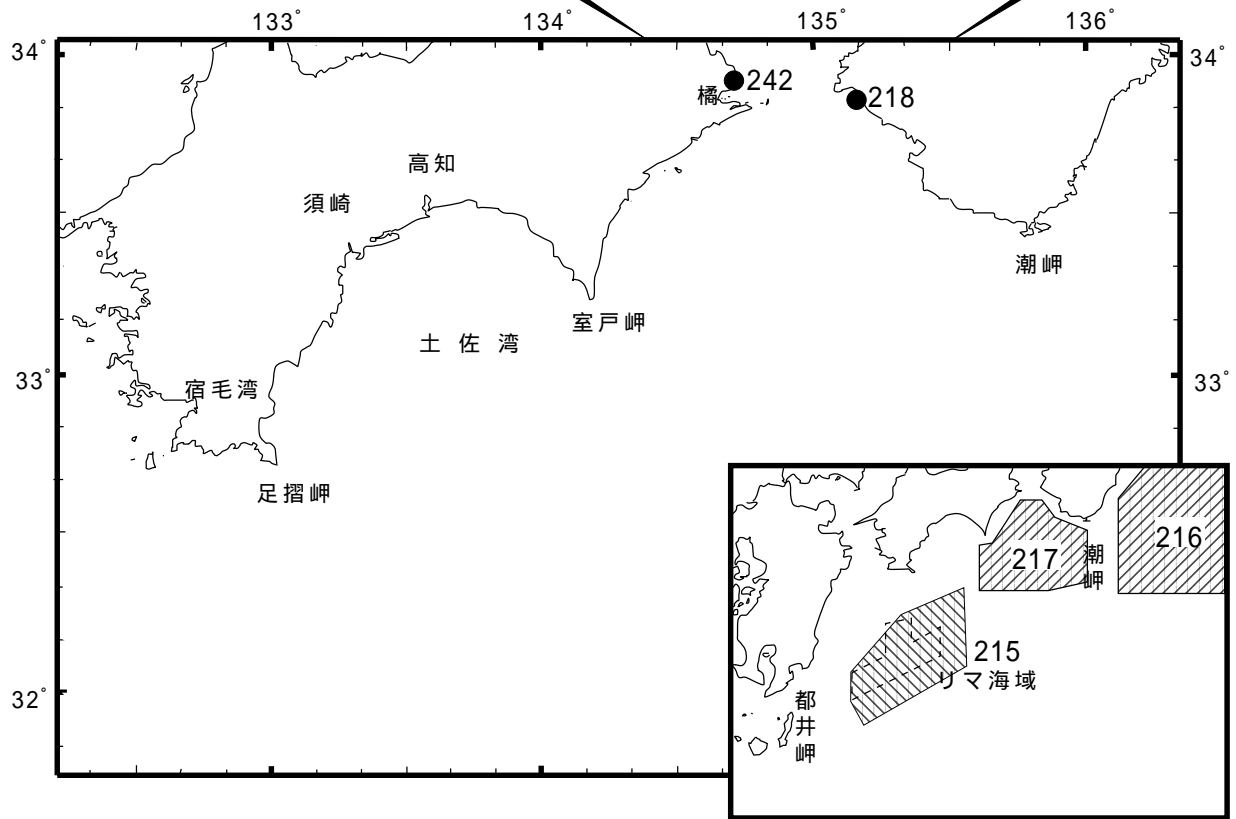 133°
134°
135°
136°
34°
34°
橘
242
218
高知
須崎
潮岬
室戸岬
土佐湾
33°
33°
宿毛湾
足摺岬
216
217
潮岬
215
リマ海域
32°
都井岬